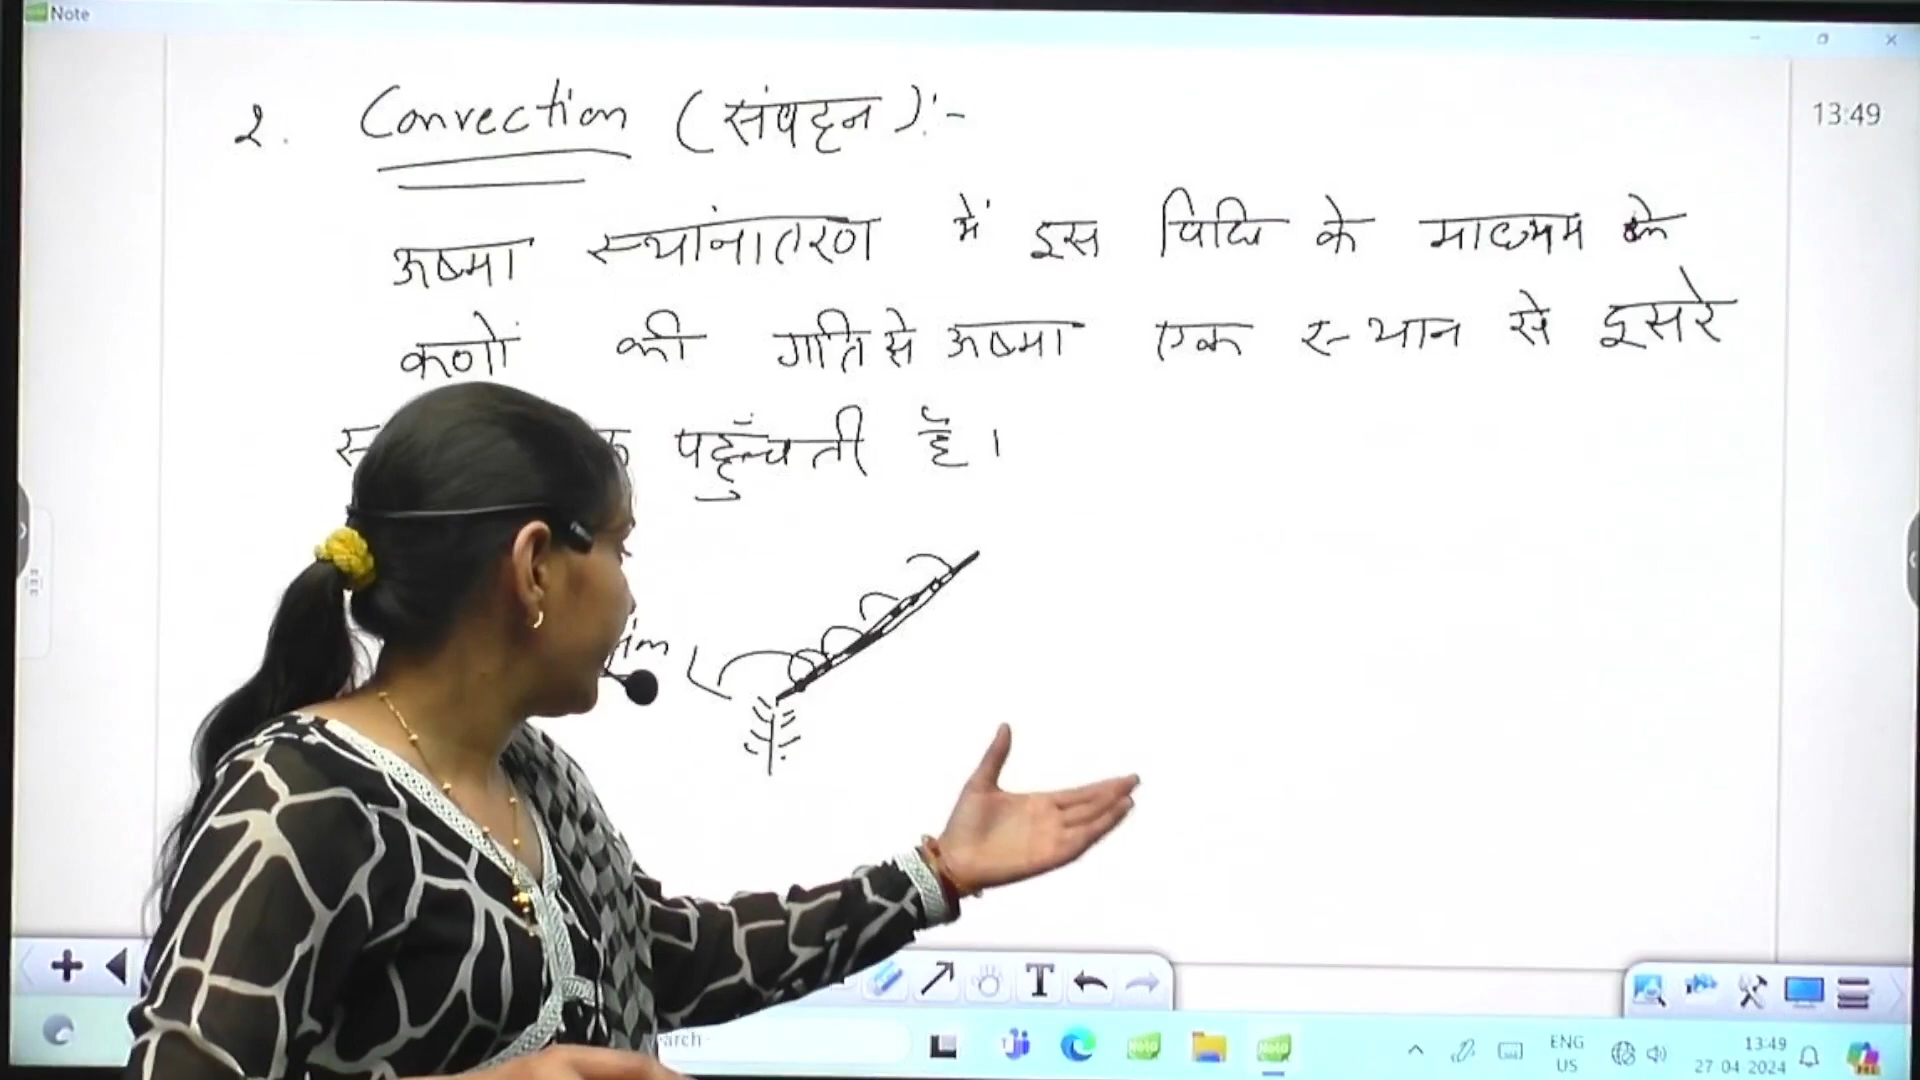 Note
13:49
2. Convection (संवहन):-
ऊष्मा स्थांनातरण में इस विधि के माध्यम के
कणों की गति से ऊष्मा एक स्थान से दूसरे
पहुँचती है।
T
ENG
US
13:49
27-04-2024